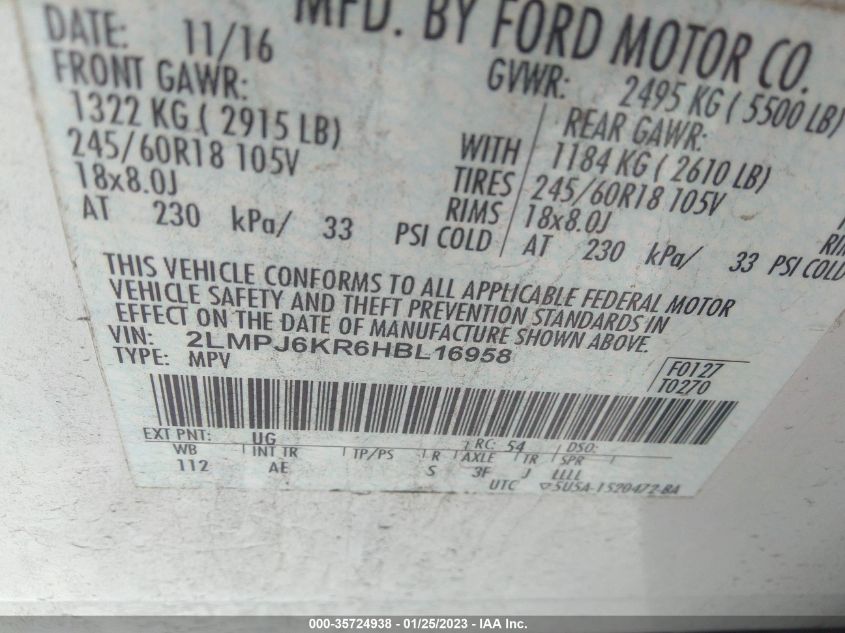 MFD. BY FORD MOTOR CO.
DATE: 11/16 GVWR: 2495 KG ( 5500 LB)
FRONT GAWR: REAR GAWR:
1322 KG ( 2915 LB) WITH 1184 KG ( 2610 LB)
245/60R18 105V TIRES 245/60R18 105V
18x8.0J RIMS 18x8.0J
AT 230 kPa/ 33 PSI COLD AT 230 kPa/ 33 PSI COLD
THIS VEHICLE CONFORMS TO ALL APPLICABLE FEDERAL MOTOR
VEHICLE SAFETY AND THEFT PREVENTION STANDARDS IN
EFFECT ON THE DATE OF MANUFACTURE SHOWN ABOVE.
VIN: 2LMPJ6KR6HBL16958
TYPE: MPV
F0127
T0270
EXT PNT: UG RC: 54 DSO:
WB INT TR TP/PS R AXLE TR SPR
112 AE S 3F J LLLL
UTC 5U5A-1520472-BA
000-35724938 — 01/25/2023 — IAA Inc.